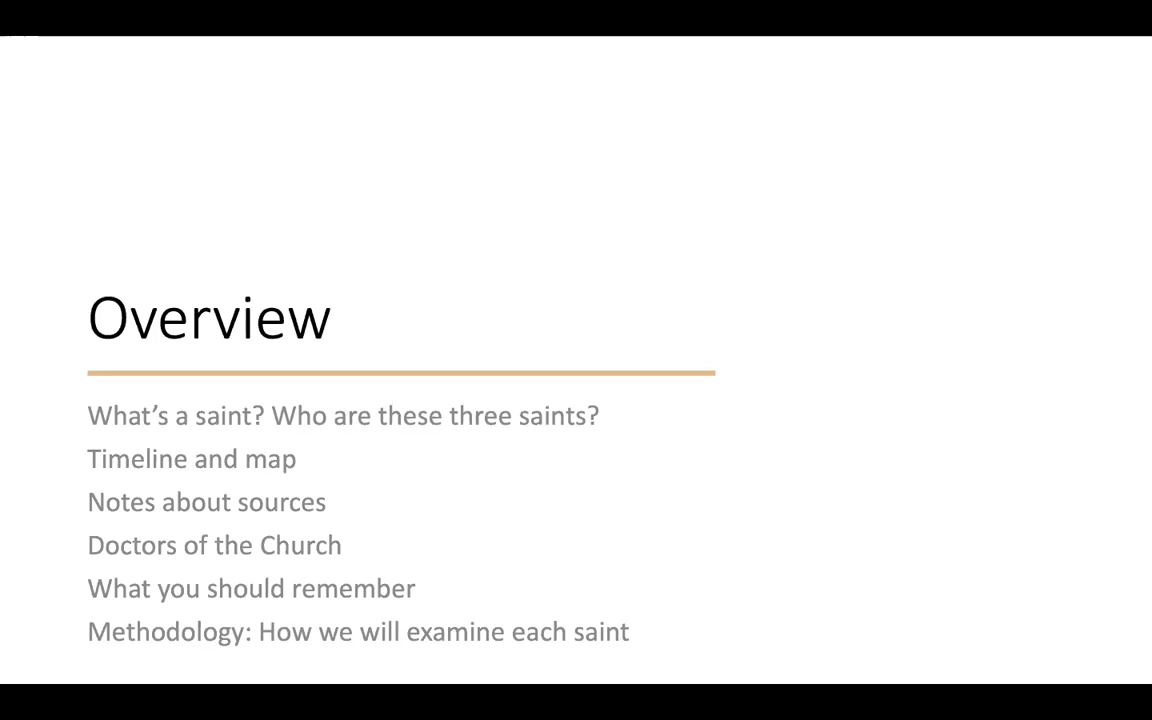 Overview
What’s a saint? Who are these three saints?
Timeline and map
Notes about sources
Doctors of the Church
What you should remember
Methodology: How we will examine each saint